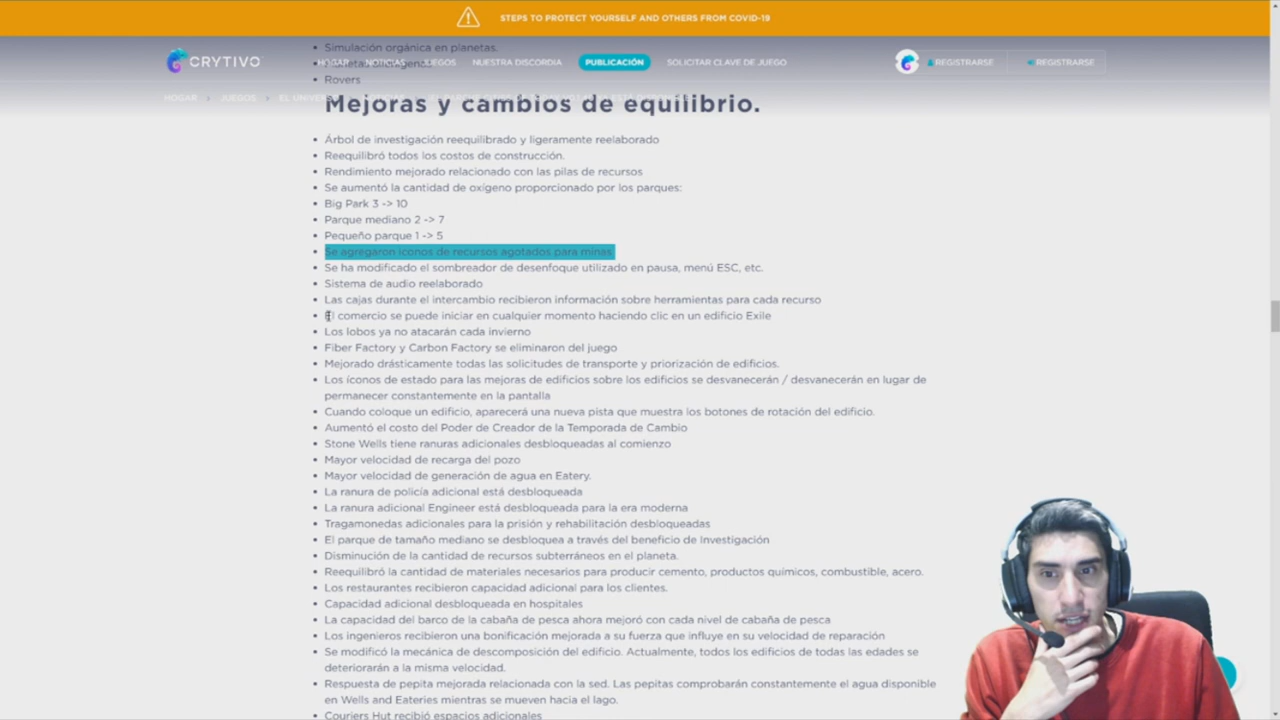 STEPS TO PROTECT YOURSELF AND OTHERS FROM COVID-19
Simulación orgánica en planetas.
CRYTIVO
HOGAR
NOTICIAS
JUEGOS
NUESTRA DISCORDIA
PUBLICACIÓN
SOLICITAR CLAVE DE JUEGO
REGISTRARSE
REGISTRARSE
Rovers
HOGAR > JUEGOS > EL
Mejoras y cambios de equilibrio.
Árbol de investigación reequilibrado y ligeramente reelaborado
Reequilibró todos los costos de construcción.
Rendimiento mejorado relacionado con las pilas de recursos
Se aumentó la cantidad de oxígeno proporcionado por los parques:
Big Park 3 -> 10
Parque mediano 2 -> 7
Pequeño parque 1 -> 5
Se agregaron íconos de recursos agotados para minas
Se ha modificado el sombreador de desenfoque utilizado en pausa, menú ESC, etc.
Sistema de audio reelaborado
Las cajas durante el intercambio recibieron información sobre herramientas para cada recurso
El comercio se puede iniciar en cualquier momento haciendo clic en un edificio Exile
Los lobos ya no atacarán cada invierno
Fiber Factory y Carbon Factory se eliminaron del juego
Mejorado drásticamente todas las solicitudes de transporte y priorización de edificios.
Los íconos de estado para las mejoras de edificios sobre los edificios se desvanecerán / desvanecerán en lugar de
permanecer constantemente en la pantalla
Cuando coloque un edificio, aparecerá una nueva pista que muestra los botones de rotación del edificio.
Aumentó el costo del Poder de Creador de la Temporada de Cambio
Stone Wells tiene ranuras adicionales desbloqueadas al comienzo
Mayor velocidad de recarga del pozo
Mayor velocidad de generación de agua en Eatery.
La ranura de policía adicional está desbloqueada
La ranura adicional Engineer está desbloqueada para la era moderna
Tragamonedas adicionales para la prisión y rehabilitación desbloqueadas
El parque de tamaño mediano se desbloquea a través del beneficio de Investigación
Disminución de la cantidad de recursos subterráneos en el planeta.
Reequilibró la cantidad de materiales necesarios para producir cemento, productos químicos, combustible, acero.
Los restaurantes recibieron capacidad adicional para los clientes.
Capacidad adicional desbloqueada en hospitales
La capacidad del barco de la cabaña de pesca ahora mejoró con cada nivel de cabaña de pesca
Los ingenieros recibieron una bonificación mejorada a su fuerza que influye en su velocidad de reparación
Se modificó la mecánica de descomposición del edificio. Actualmente, todos los edificios de todas las edades se
deteriorarán a la misma velocidad.
Respuesta de pepita mejorada relacionada con la sed. Las pepitas comprobarán constantemente el agua disponible
en Wells and Eateries mientras se mueven hacia el lago.
Couriers Hut recibió espacios adicionales